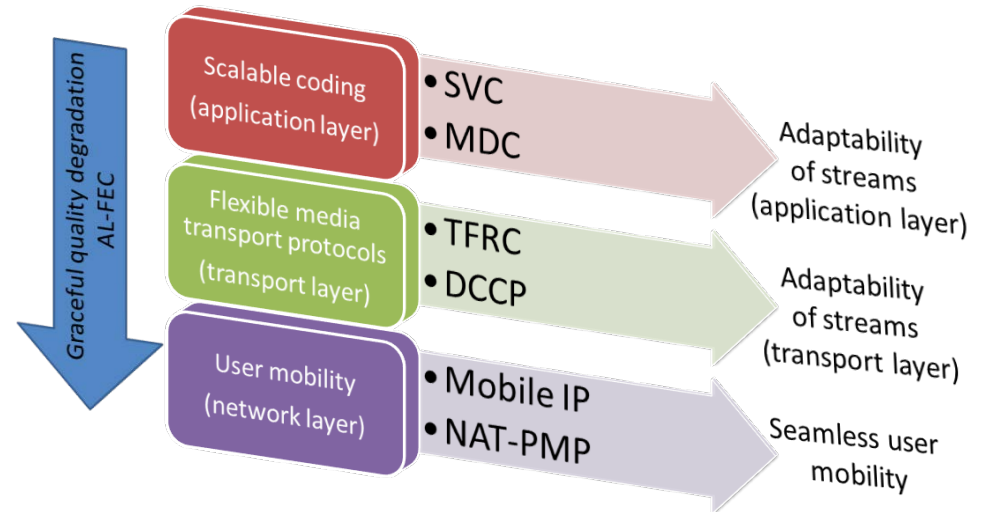 Graceful quality degradation
AL-FEC
Scalable coding
(application layer)
• SVC
• MDC
Adaptability
of streams
(application layer)
Flexible media
transport protocols
(transport layer)
• TFRC
• DCCP
Adaptability
of streams
(transport layer)
User mobility
(network layer)
• Mobile IP
• NAT-PMP
Seamless user
mobility